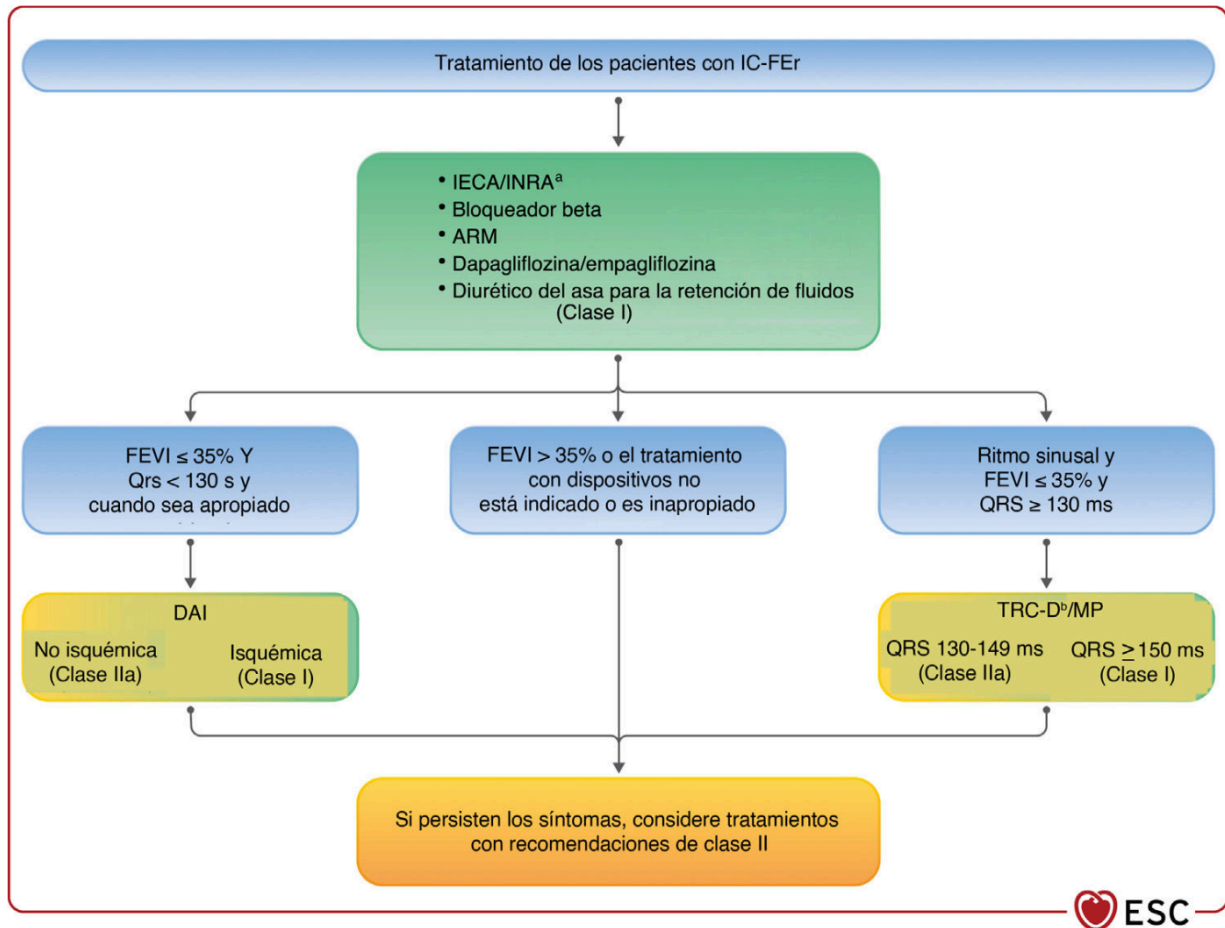 Tratamiento de los pacientes con IC-FEr
• IECA/INRAᵃ
• Bloqueador beta
• ARM
• Dapagliflozina/empagliflozina
• Diurético del asa para la retención de fluidos
(Clase I)
FEVI ≤ 35% Y
Qrs < 130 s y
cuando sea apropiado
FEVI > 35% o el tratamiento
con dispositivos no
está indicado o es inapropiado
Ritmo sinusal y
FEVI ≤ 35% y
QRS ≥ 130 ms
DAI
No isquémica
(Clase IIa)
Isquémica
(Clase I)
TRC-Dᵇ/MP
QRS 130-149 ms
(Clase IIa)
QRS ≥ 150 ms
(Clase I)
Si persisten los síntomas, considere tratamientos
con recomendaciones de clase II
ESC